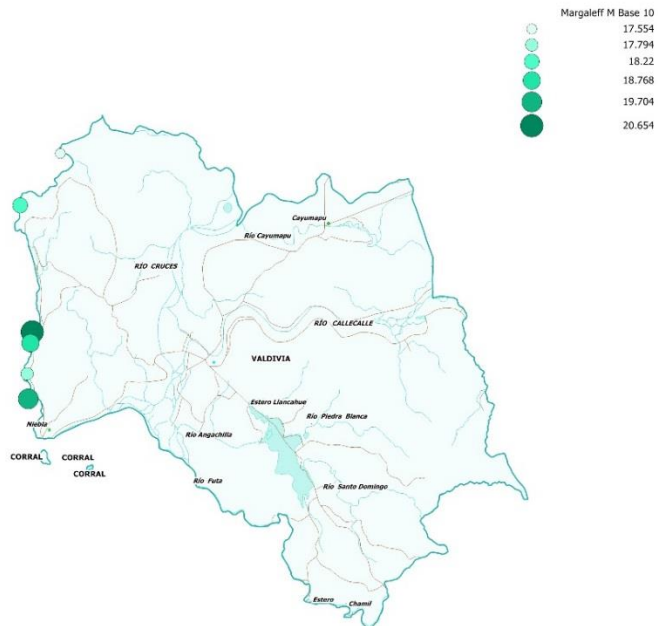 Margaleff M Base 10
17.554
17.794
18.22
18.768
19.704
20.654
Cayumapu
Río Cayumapu
RÍO CRUCES
RÍO CALLECALLE
VALDIVIA
Estero Llancahue
Río Piedra Blanca
Niebla
Río Angachilla
CORRAL
CORRAL
CORRAL
Río Futa
Río Santo Domingo
Estero Chamil